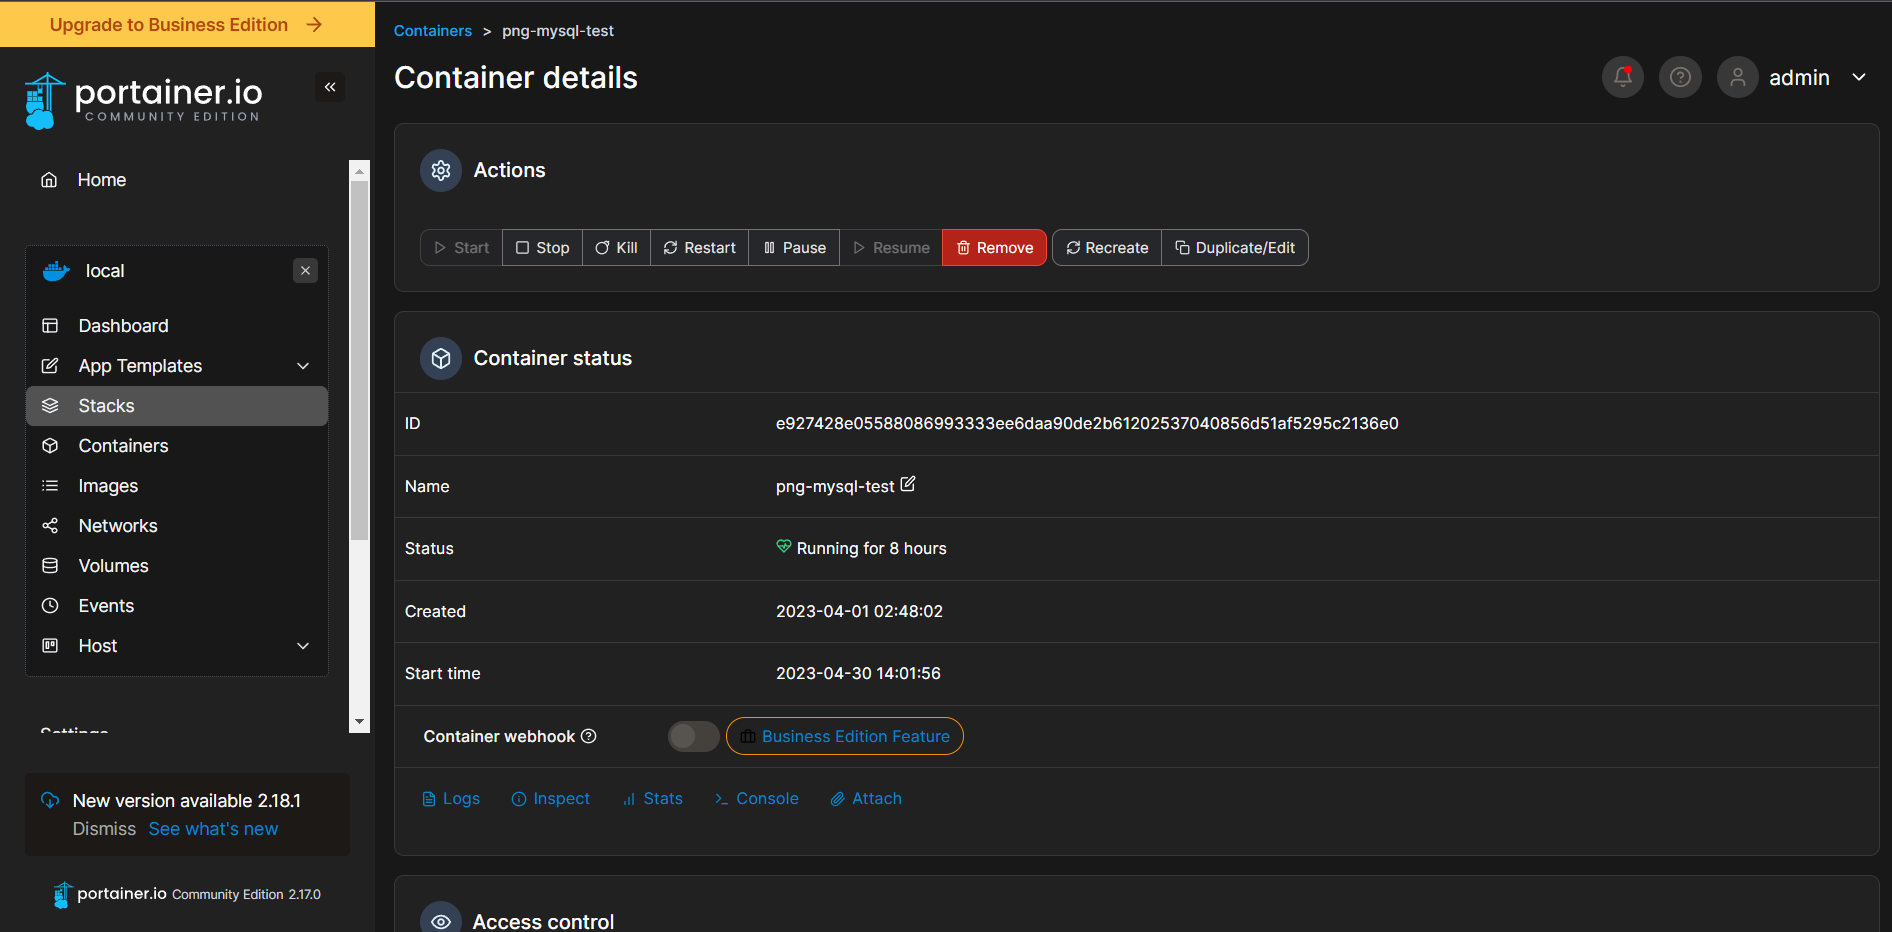 Upgrade to Business Edition
portainer.io
COMMUNITY EDITION
Home
local
Dashboard
App Templates
Stacks
Containers
Images
Networks
Volumes
Events
Host
Settings
New version available 2.18.1
Dismiss See what's new
portainer.io Community Edition 2.17.0
Containers > png-mysql-test
Container details
admin
Actions
Start Stop Kill Restart Pause Resume Remove Recreate Duplicate/Edit
Container status
ID e927428e05588086993333ee6daa90de2b61202537040856d51af5295c2136e0
Name png-mysql-test
Status Running for 8 hours
Created 2023-04-01 02:48:02
Start time 2023-04-30 14:01:56
Container webhook Business Edition Feature
Logs Inspect Stats Console Attach
Access control